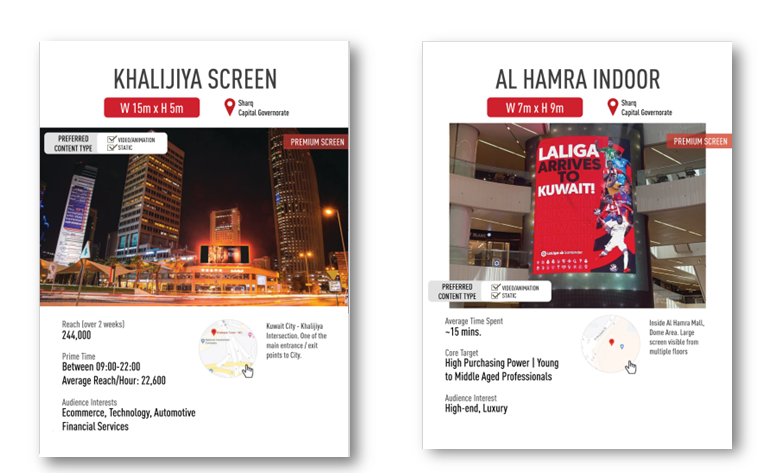 KHALIJIYA SCREEN
W 15m x H 5m
Sharq
Capital Governorate
PREFERRED
CONTENT TYPE
VIDEO/ANIMATION
STATIC
PREMIUM SCREEN
Reach (over 2 weeks)
244,000
Prime Time
Between 09:00-22:00
Average Reach/Hour: 22,600
Audience Interests
Ecommerce, Technology, Automotive
Financial Services
Kuwait City - Khalijiya
Intersection. One of the
main entrance / exit
points to City.
AL HAMRA INDOOR
W 7m x H 9m
Sharq
Capital Governorate
PREMIUM SCREEN
LALIGA
ARRIVES
TO
KUWAIT!
PREFERRED
CONTENT TYPE
VIDEO/ANIMATION
STATIC
Average Time Spent
~15 mins.
Core Target
High Purchasing Power | Young
to Middle Aged Professionals
Audience Interest
High-end, Luxury
Inside Al Hamra Mall,
Dome Area. Large
screen visible from
multiple floors